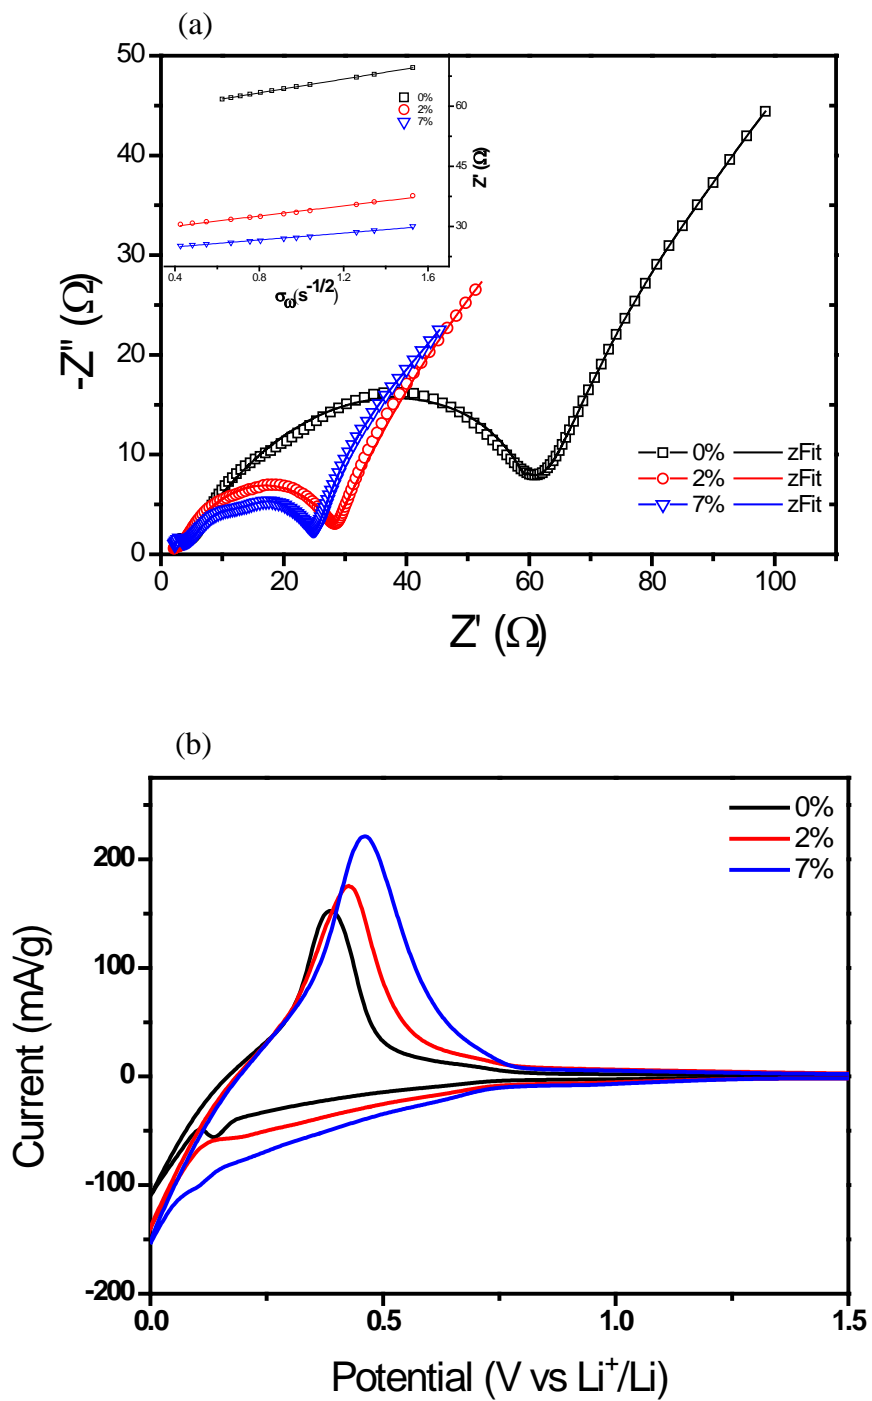 (a)
50
40
30
20
10
0
-Z" (Ω)
0 20 40 60 80 100
Z' (Ω)
0%
2%
7%
60
45
30
Z' (Ω)
0.4 0.8 1.2 1.6
σω(s-1/2)
0% zFit
2% zFit
7% zFit
(b)
0%
2%
7%
200
100
0
-100
-200
Current (mA/g)
0.0 0.5 1.0 1.5
Potential (V vs Li+/Li)